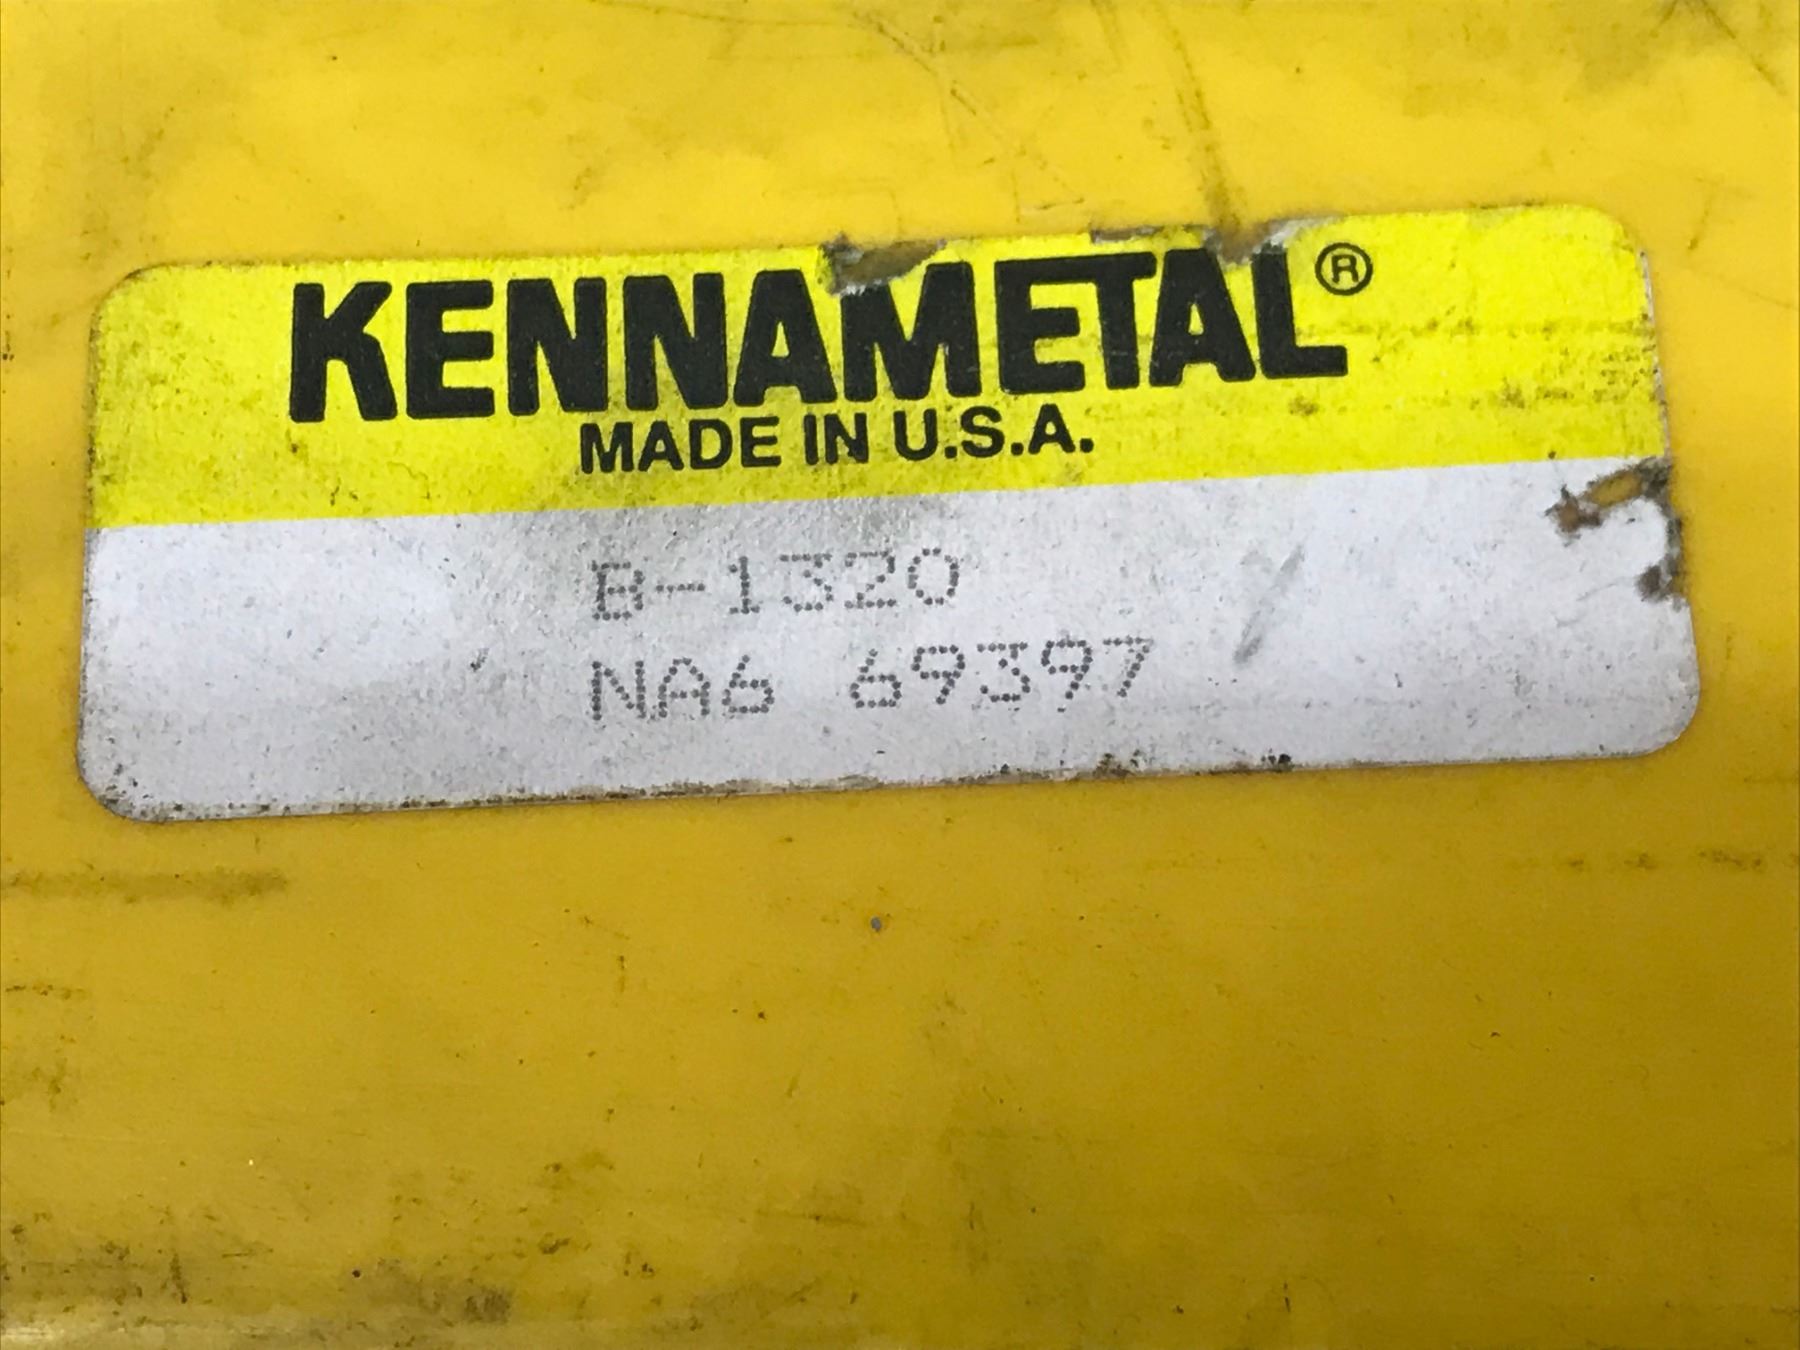 KENNAMETAL®
MADE IN U.S.A.
B-1320
NA6 69397